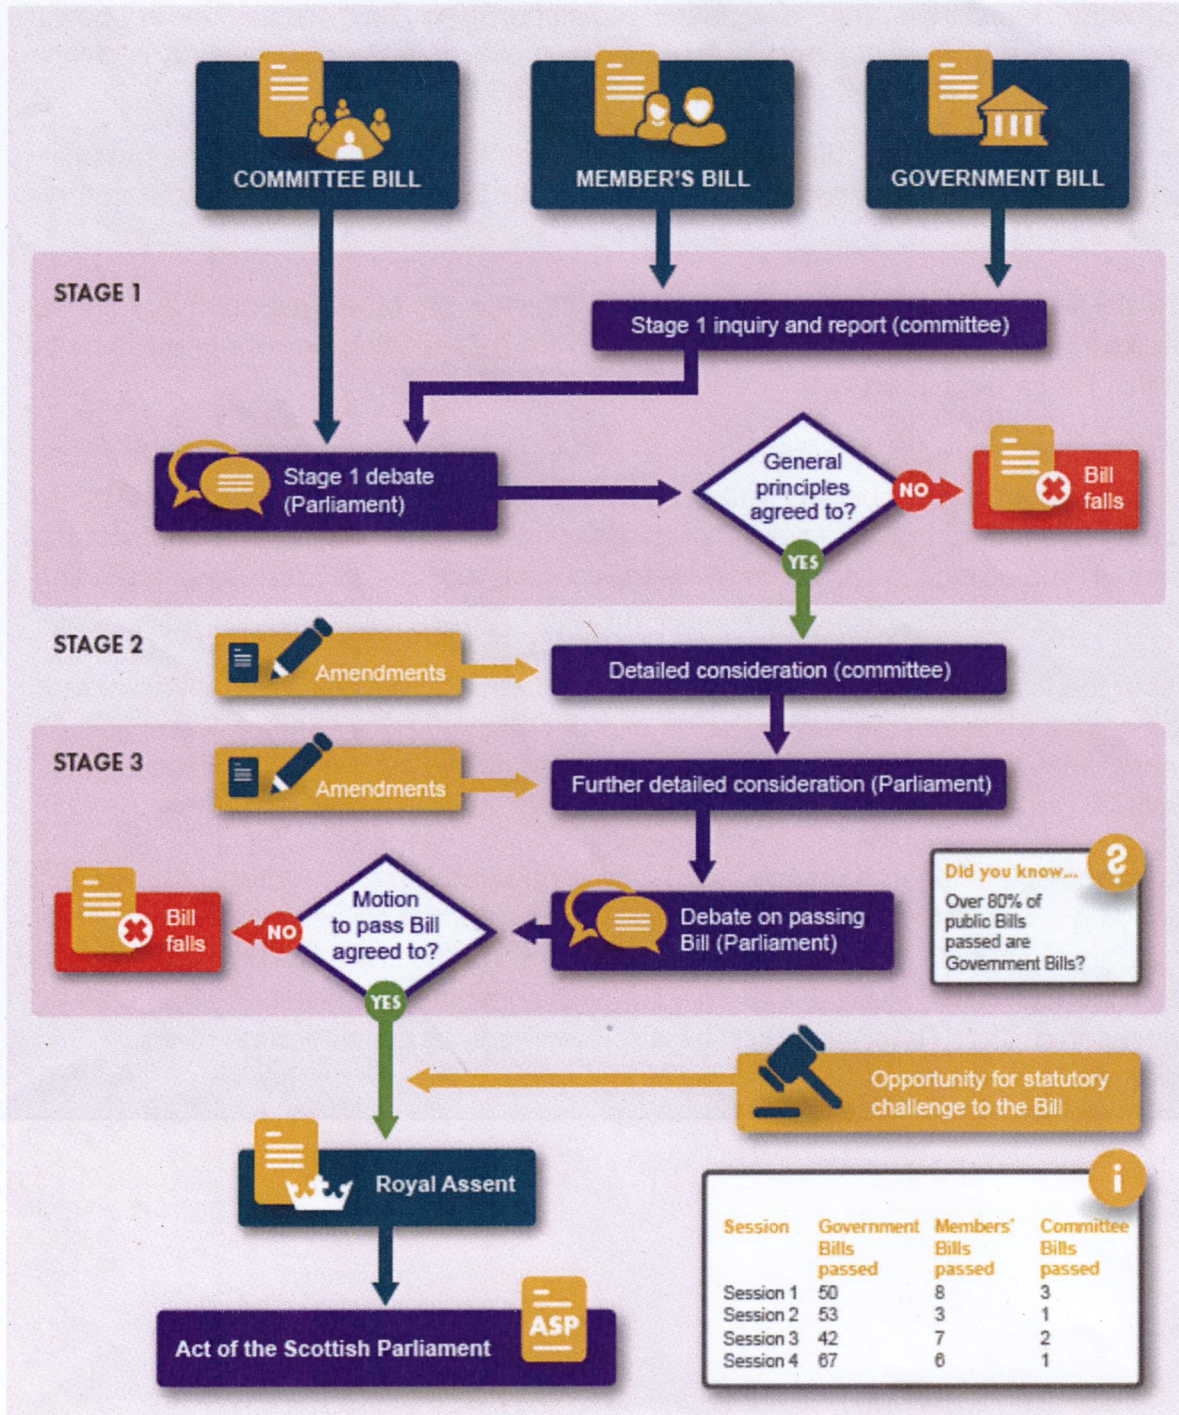 COMMITTEE BILL
MEMBER'S BILL
GOVERNMENT BILL
STAGE 1
Stage 1 inquiry and report (committee)
Stage 1 debate
(Parliament)
General
principles
agreed to?
NO
Bill
falls
YES
STAGE 2
Amendments
Detailed consideration (committee)
STAGE 3
Amendments
Further detailed consideration (Parliament)
Bill
falls
NO
Motion
to pass Bill
agreed to?
Debate on passing
Bill (Parliament)
Did you know...
?
Over 80% of
public Bills
passed are
Government Bills?
YES
Opportunity for statutory
challenge to the Bill
Royal Assent
i
Session Government Members' Committee
Bills Bills Bills
passed passed passed
Session 1 50 8 3
Session 2 53 3 1
Session 3 42 7 2
Session 4 67 6 1
Act of the Scottish Parliament
ASP